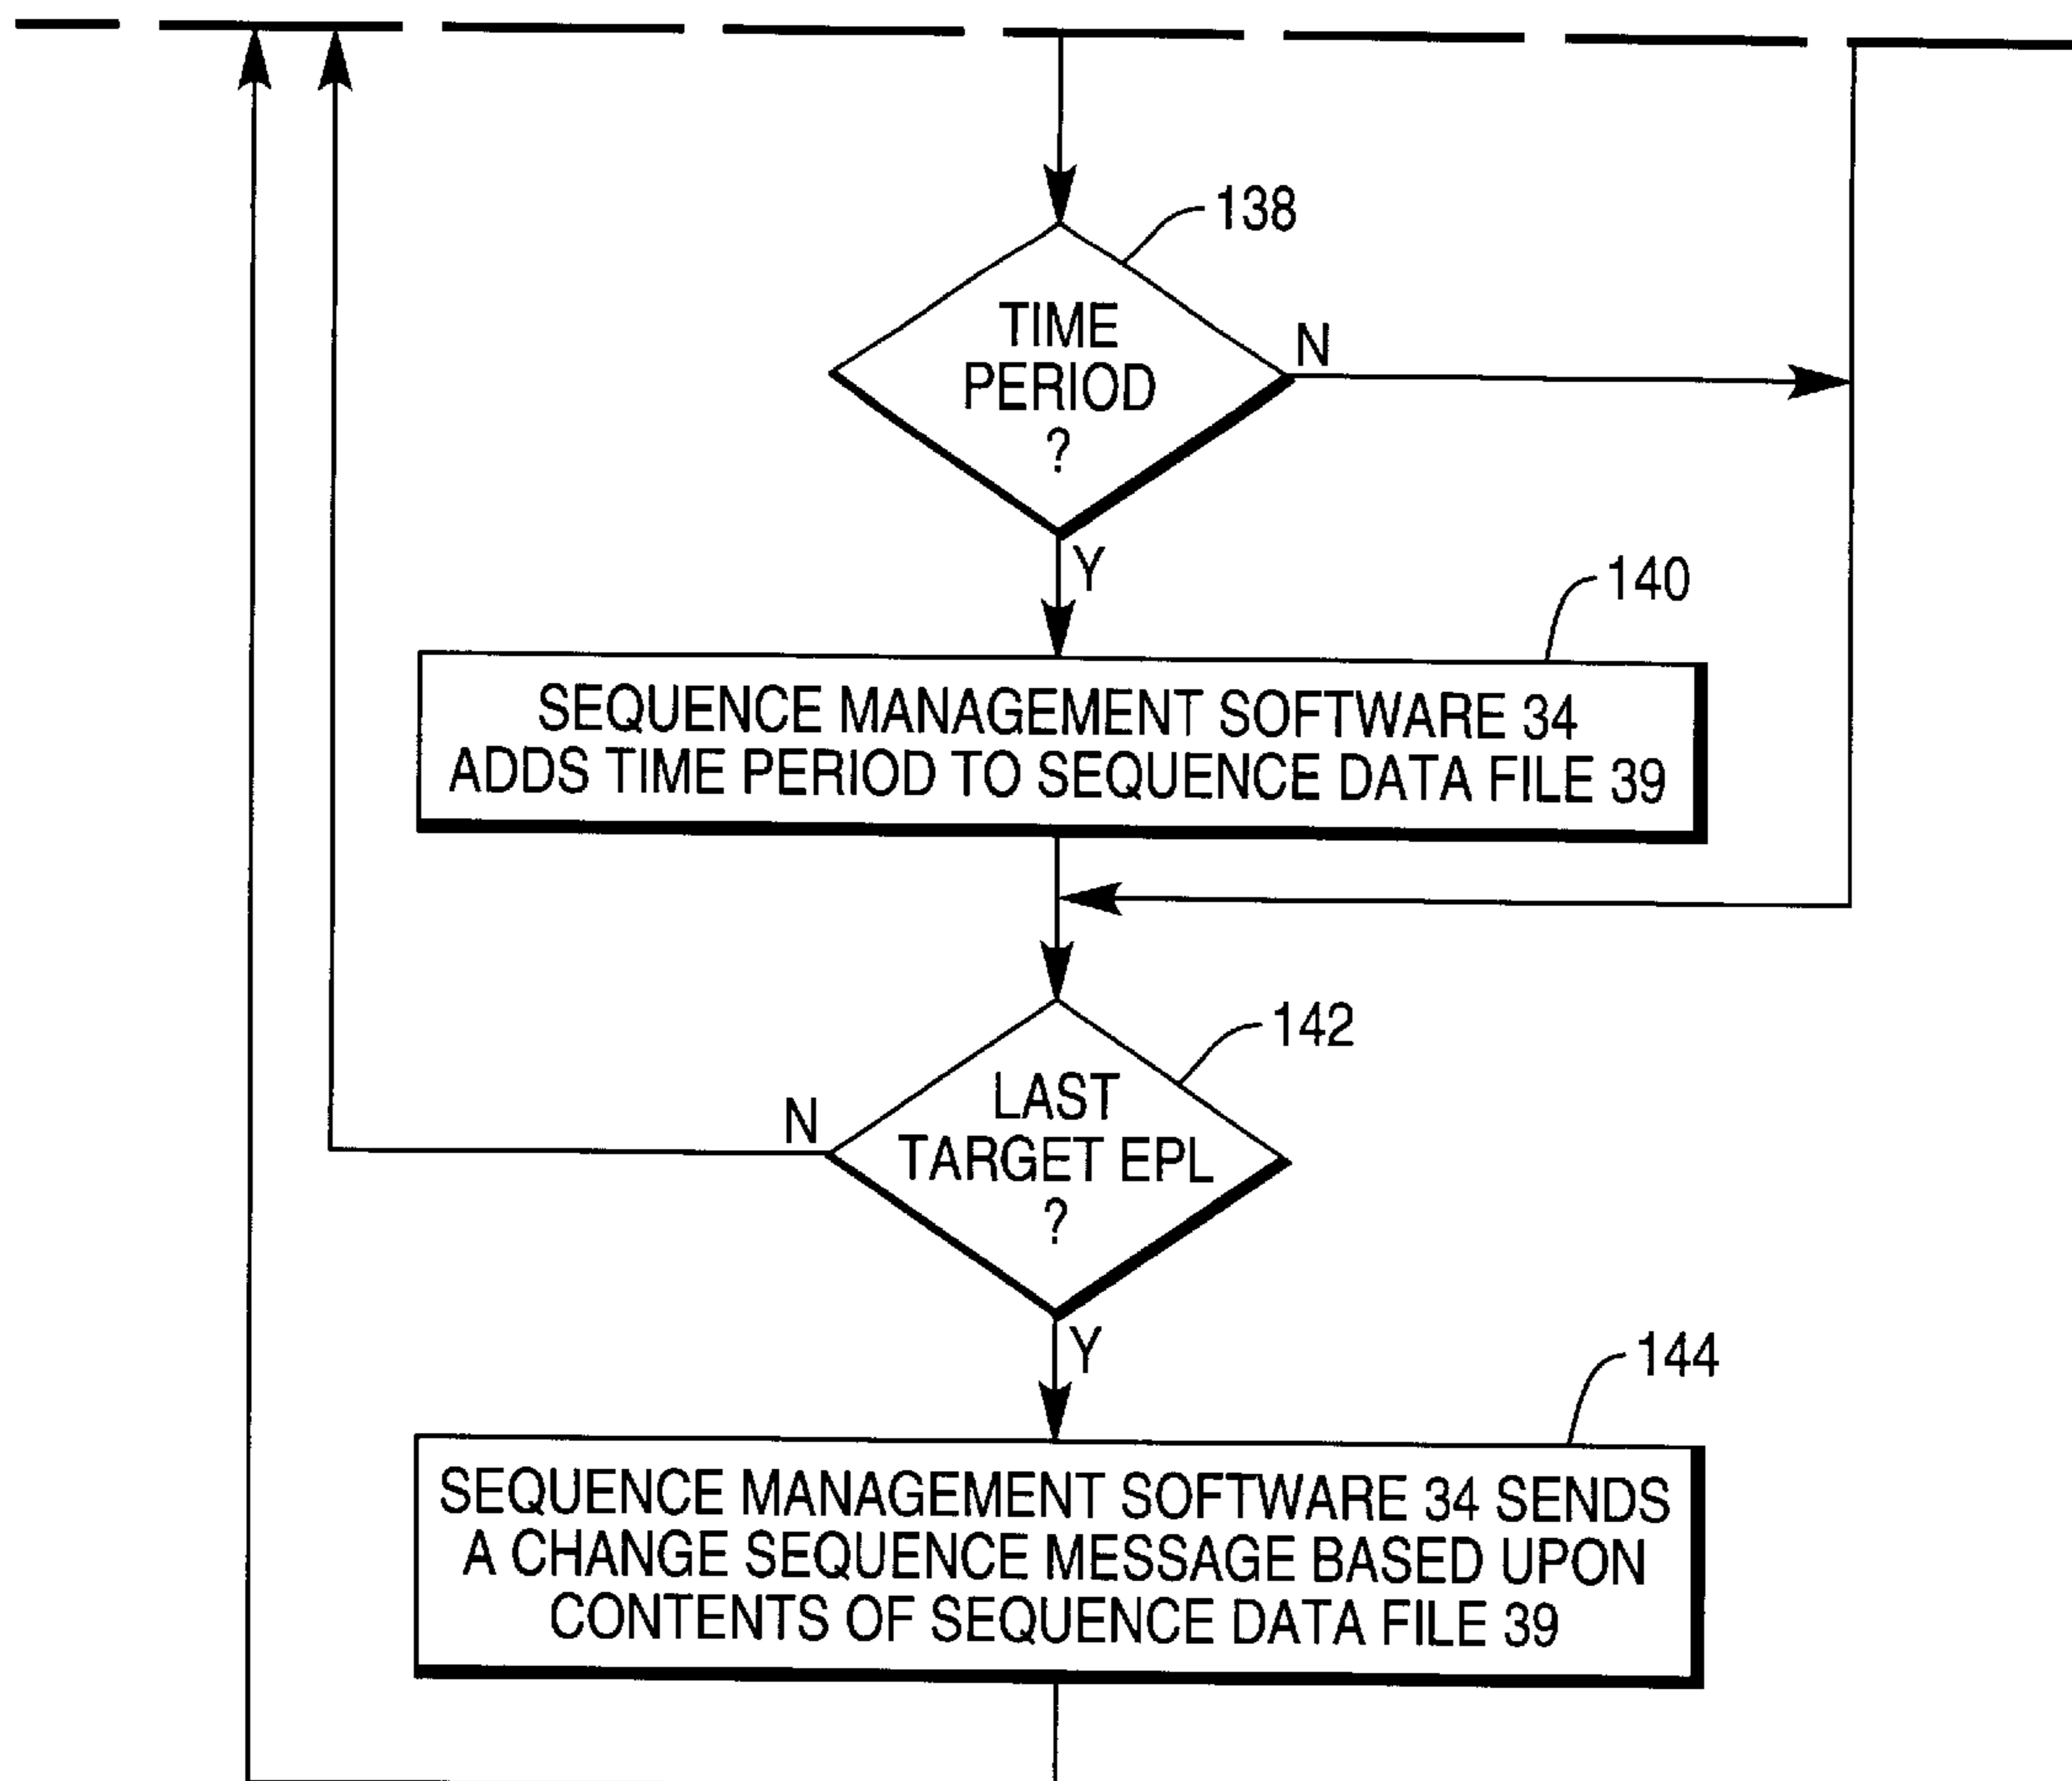 138
TIME
PERIOD
?
N
Y
140
SEQUENCE MANAGEMENT SOFTWARE 34
ADDS TIME PERIOD TO SEQUENCE DATA FILE 39
142
LAST
TARGET EPL
?
N
Y
144
SEQUENCE MANAGEMENT SOFTWARE 34 SENDS
A CHANGE SEQUENCE MESSAGE BASED UPON
CONTENTS OF SEQUENCE DATA FILE 39